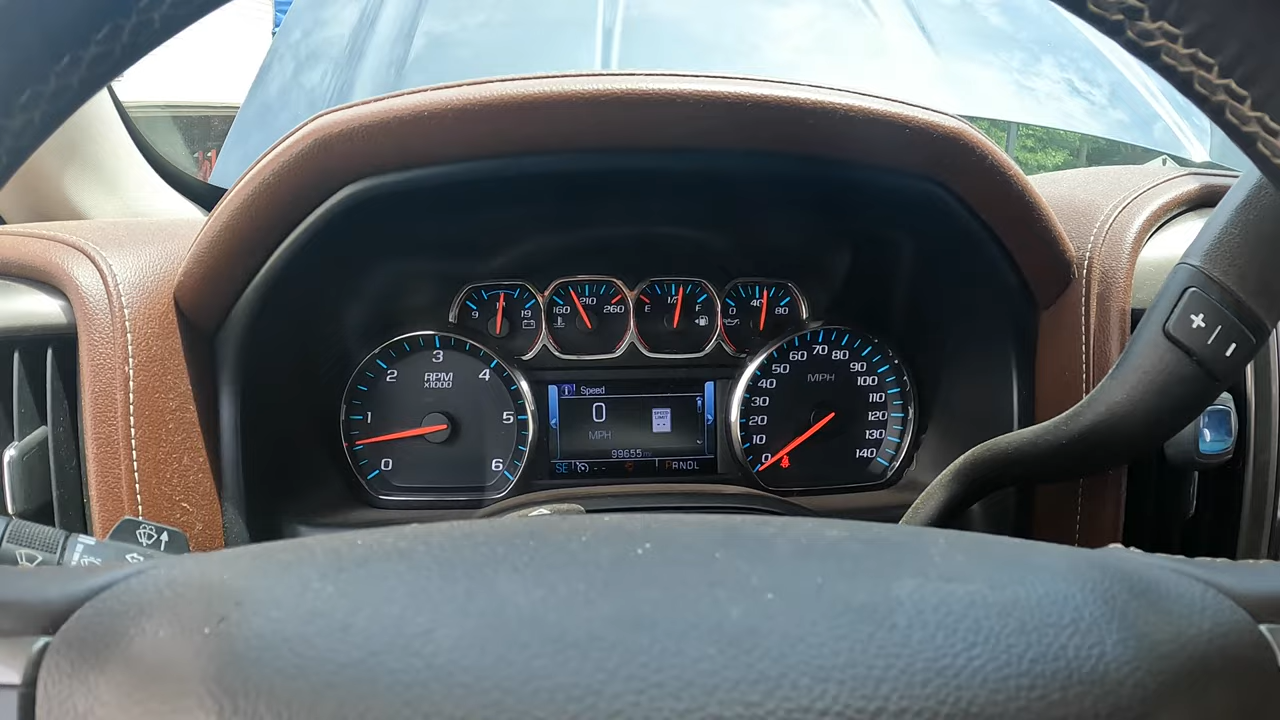 9 19
160 210 260
E 1/2 F
0 40 80
0 1 2 3 4 5 6
RPM
X1000
Speed
0
MPH
SPEED
LIMIT
--
99655 mi
SE -- PRNDL
0 10 20 30 40 50 60 70 80 90 100 110 120 130 140
MPH
+ | -